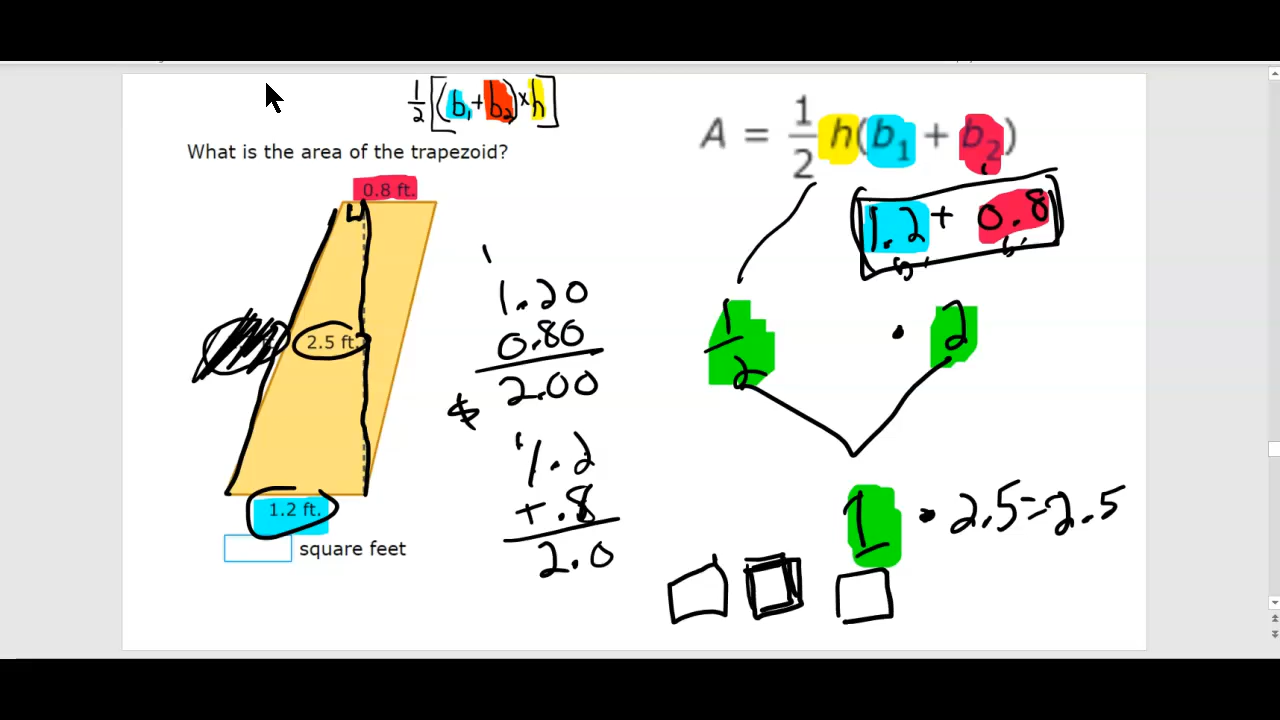 1/2 [(b₁ + b₂) × h]
What is the area of the trapezoid?
0.8 ft.
2.5 ft.
1.2 ft.
square feet
1
1.20
0.80
2.00
$
1
1.2
+ .8
2.0
A = 1/2 h(b₁ + b₂)
1.2 + 0.8
1/2 · 2
1 · 2.5 = 2.5